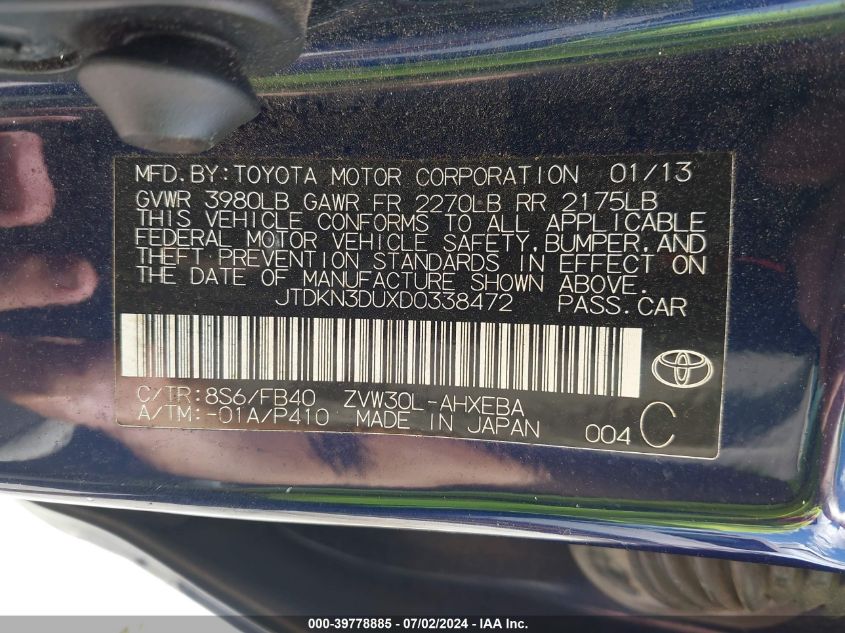 MFD.BY:TOYOTA MOTOR CORPORATION 01/13
GVWR 3980LB GAWR FR 2270LB RR 2175LB
THIS VEHICLE CONFORMS TO ALL APPLICABLE
FEDERAL MOTOR VEHICLE SAFETY,BUMPER,AND
THEFT PREVENTION STANDARDS IN EFFECT ON
THE DATE OF MANUFACTURE SHOWN ABOVE.
JTDKN3DUXD0338472 PASS.CAR
C/TR:8S6/FB40 ZVW30L-AHXEBA
A/TM:-01A/P410 MADE IN JAPAN 004 C
000-39778885 - 07/02/2024 - IAA Inc.